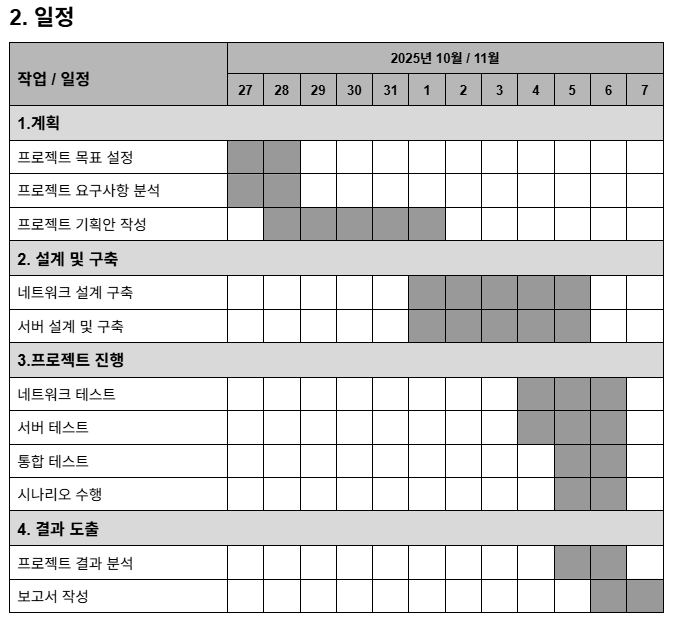 2. 일정
작업 / 일정
2025년 10월 / 11월
27 28 29 30 31 1 2 3 4 5 6 7
1.계획
프로젝트 목표 설정
프로젝트 요구사항 분석
프로젝트 기획안 작성
2. 설계 및 구축
네트워크 설계 구축
서버 설계 및 구축
3.프로젝트 진행
네트워크 테스트
서버 테스트
통합 테스트
시나리오 수행
4. 결과 도출
프로젝트 결과 분석
보고서 작성